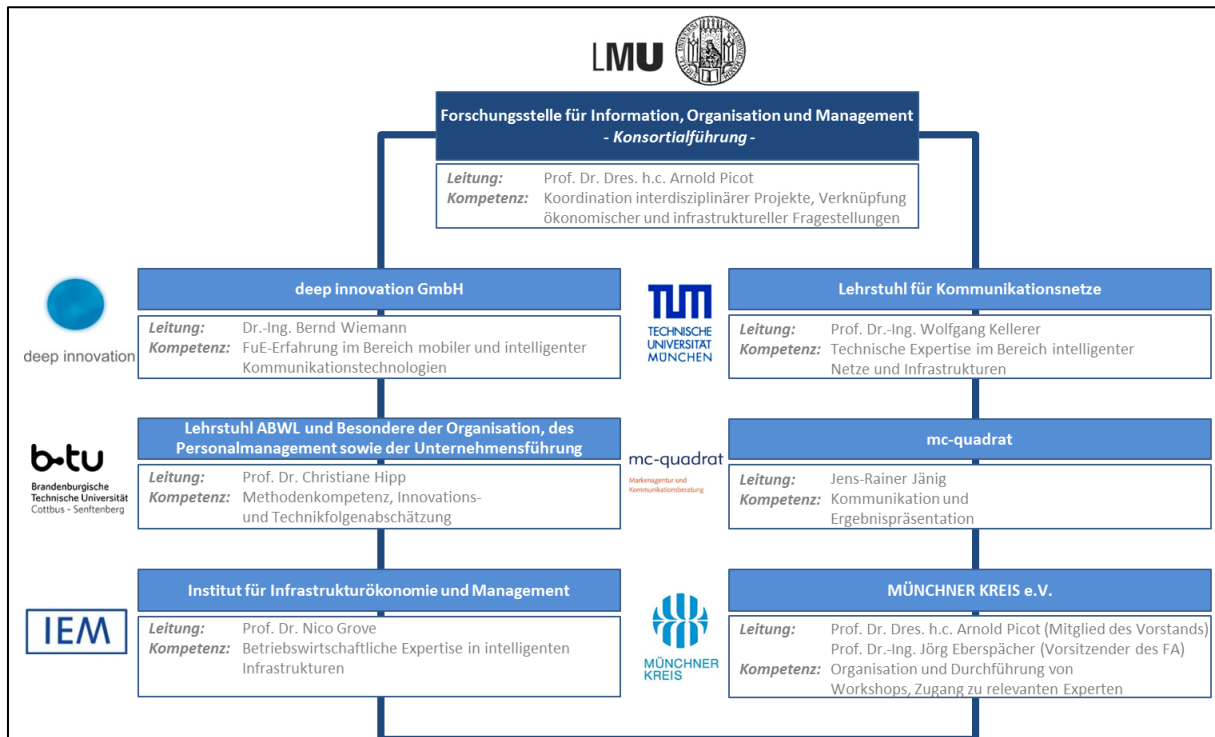 LMU
Forschungsstelle für Information, Organisation und Management
- Konsortialführung -
Leitung: Prof. Dr. Dres. h.c. Arnold Picot
Kompetenz: Koordination interdisziplinärer Projekte, Verknüpfung
ökonomischer und infrastruktureller Fragestellungen
deep innovation
deep innovation GmbH
Leitung: Dr.-Ing. Bernd Wiemann
Kompetenz: FuE-Erfahrung im Bereich mobiler und intelligenter
Kommunikationstechnologien
TUM
TECHNISCHE
UNIVERSITÄT
MÜNCHEN
Lehrstuhl für Kommunikationsnetze
Leitung: Prof. Dr.-Ing. Wolfgang Kellerer
Kompetenz: Technische Expertise im Bereich intelligenter
Netze und Infrastrukturen
b-tu
Brandenburgische
Technische Universität
Cottbus - Senftenberg
Lehrstuhl ABWL und Besondere der Organisation, des
Personalmanagement sowie der Unternehmensführung
Leitung: Prof. Dr. Christiane Hipp
Kompetenz: Methodenkompetenz, Innovations-
und Technikfolgenabschätzung
mc-quadrat
Markenagentur und
Kommunikationsberatung
mc-quadrat
Leitung: Jens-Rainer Jänig
Kompetenz: Kommunikation und
Ergebnispräsentation
IEM
Institut für Infrastrukturökonomie und Management
Leitung: Prof. Dr. Nico Grove
Kompetenz: Betriebswirtschaftliche Expertise in intelligenten
Infrastrukturen
MÜNCHNER
KREIS
MÜNCHNER KREIS e.V.
Leitung: Prof. Dr. Dres. h.c. Arnold Picot (Mitglied des Vorstands)
Prof. Dr.-Ing. Jörg Eberspächer (Vorsitzender des FA)
Kompetenz: Organisation und Durchführung von
Workshops, Zugang zu relevanten Experten